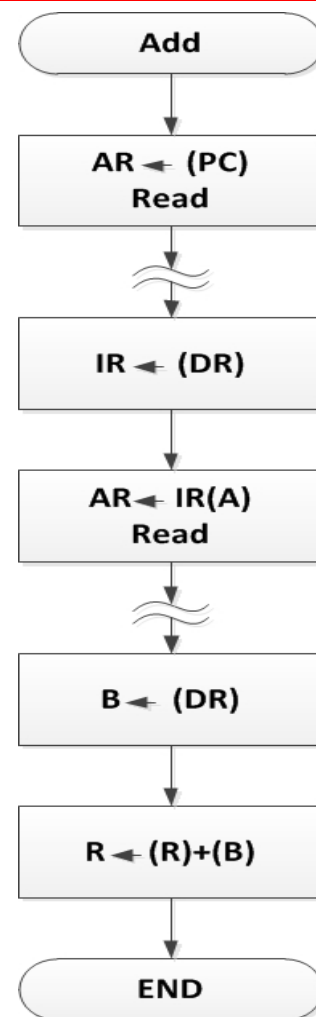 Add
AR ← (PC)
Read
IR ← (DR)
AR ← IR(A)
Read
B ← (DR)
R ← (R)+(B)
END